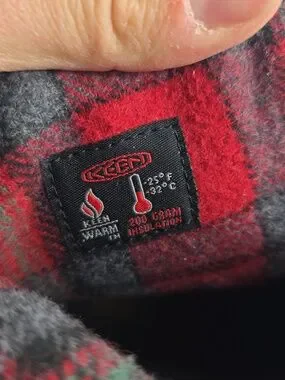 KEEN
-25° F
-32° C
KEEN
WARM
TM
200 GRAM
INSULATION